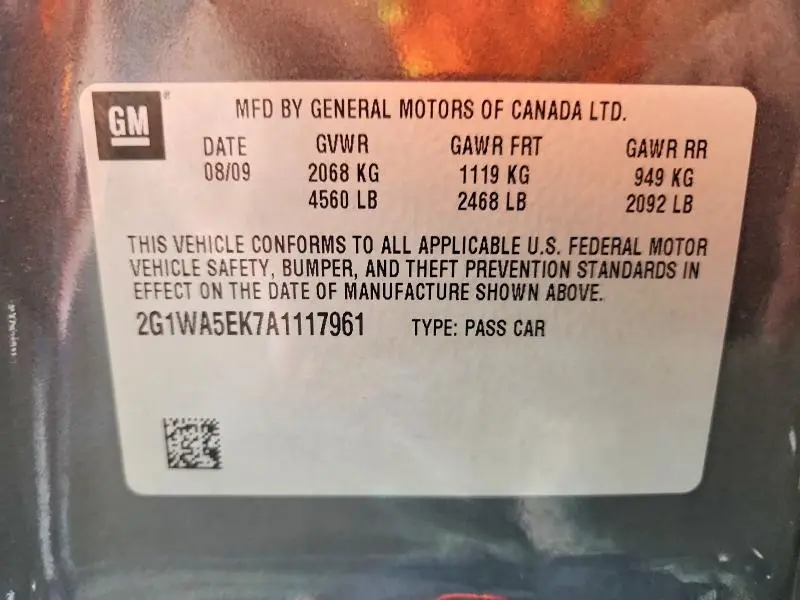 GM
MFD BY GENERAL MOTORS OF CANADA LTD.
DATE GVWR GAWR FRT GAWR RR
08/09 2068 KG 1119 KG 949 KG
4560 LB 2468 LB 2092 LB
THIS VEHICLE CONFORMS TO ALL APPLICABLE U.S. FEDERAL MOTOR
VEHICLE SAFETY, BUMPER, AND THEFT PREVENTION STANDARDS IN
EFFECT ON THE DATE OF MANUFACTURE SHOWN ABOVE.
2G1WA5EK7A1117961 TYPE: PASS CAR